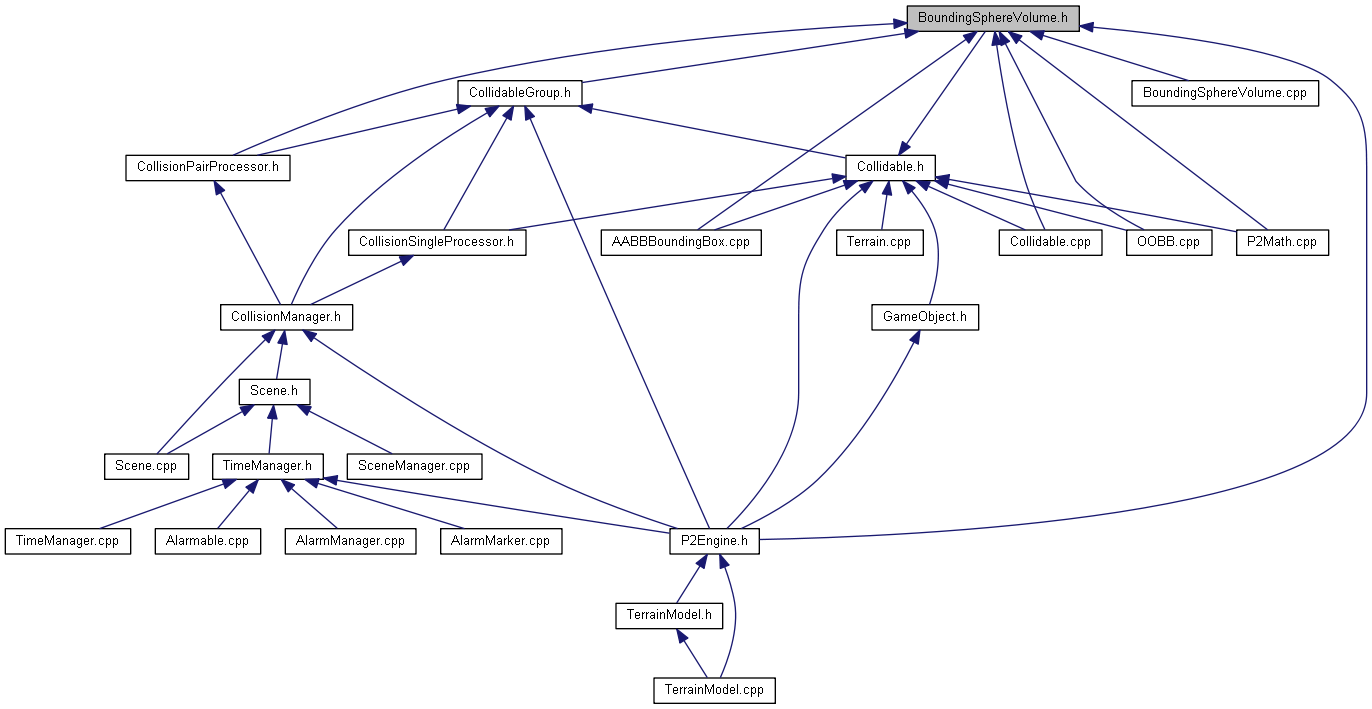 BoundingSphereVolume.h
CollidableGroup.h
BoundingSphereVolume.cpp
CollisionPairProcessor.h
Collidable.h
CollisionSingleProcessor.h
AABBBoundingBox.cpp
Terrain.cpp
Collidable.cpp
OOBB.cpp
P2Math.cpp
CollisionManager.h
GameObject.h
Scene.h
Scene.cpp
TimeManager.h
SceneManager.cpp
TimeManager.cpp
Alarmable.cpp
AlarmManager.cpp
AlarmMarker.cpp
P2Engine.h
TerrainModel.h
TerrainModel.cpp